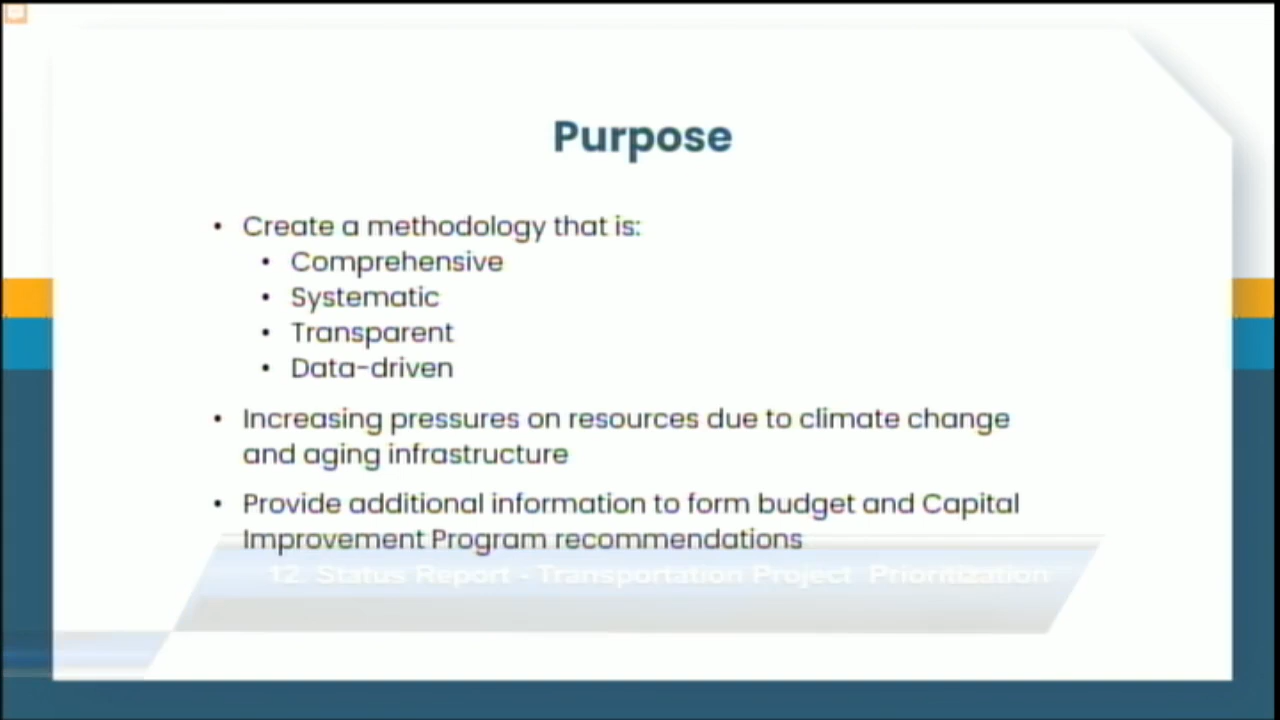 Purpose
• Create a methodology that is:
• Comprehensive
• Systematic
• Transparent
• Data-driven
• Increasing pressures on resources due to climate change
and aging infrastructure
• Provide additional information to form budget and Capital
Improvement Program recommendations
12. Status Report - Transportation Project Prioritization